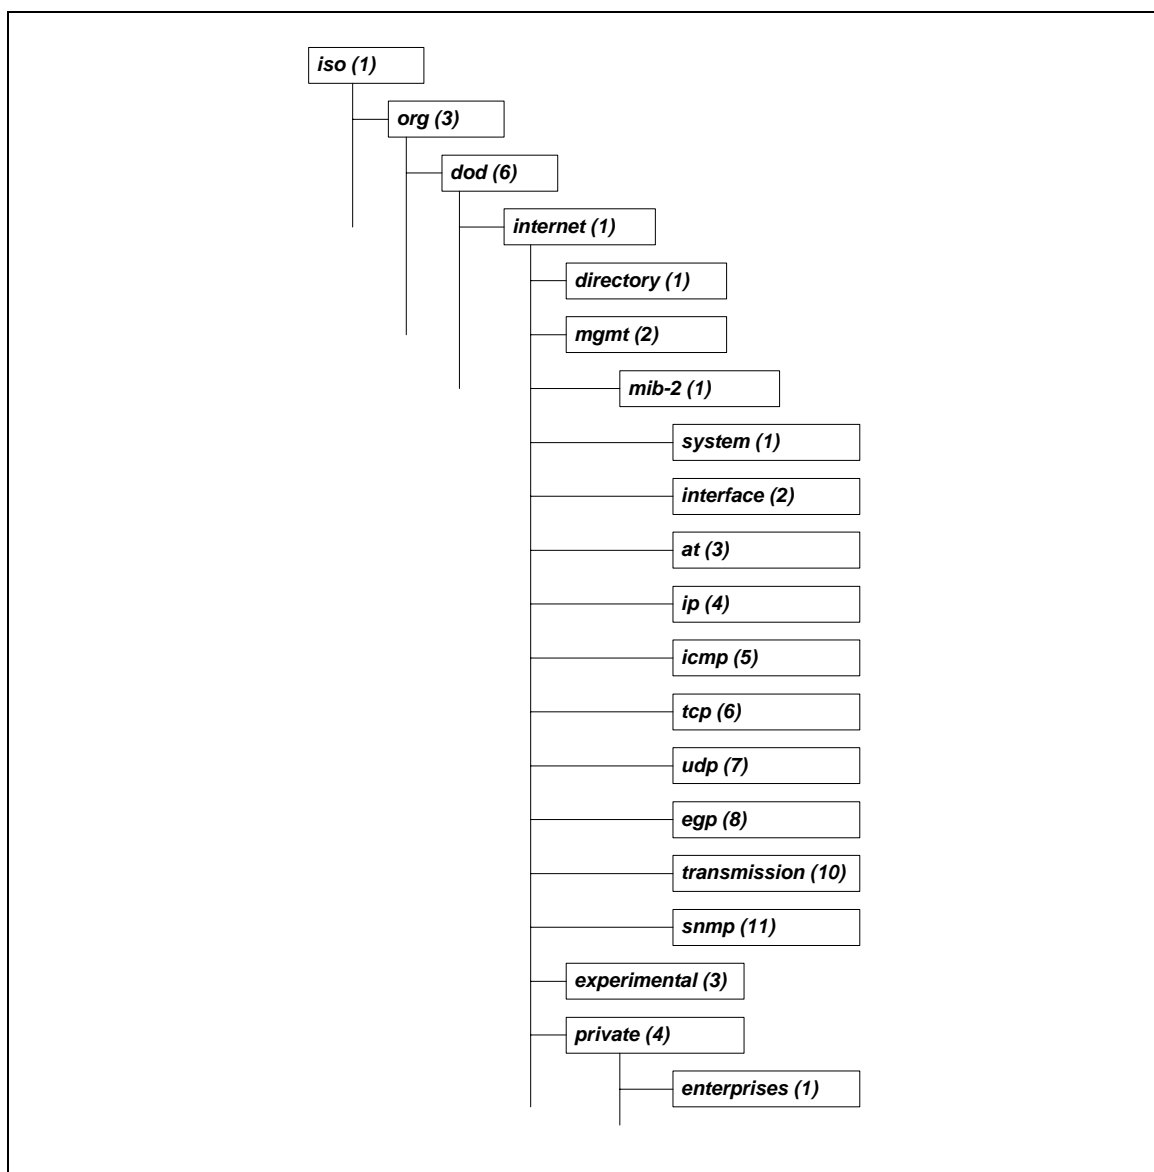 iso (1)
org (3)
dod (6)
internet (1)
directory (1)
mgmt (2)
mib-2 (1)
system (1)
interface (2)
at (3)
ip (4)
icmp (5)
tcp (6)
udp (7)
egp (8)
transmission (10)
snmp (11)
experimental (3)
private (4)
enterprises (1)